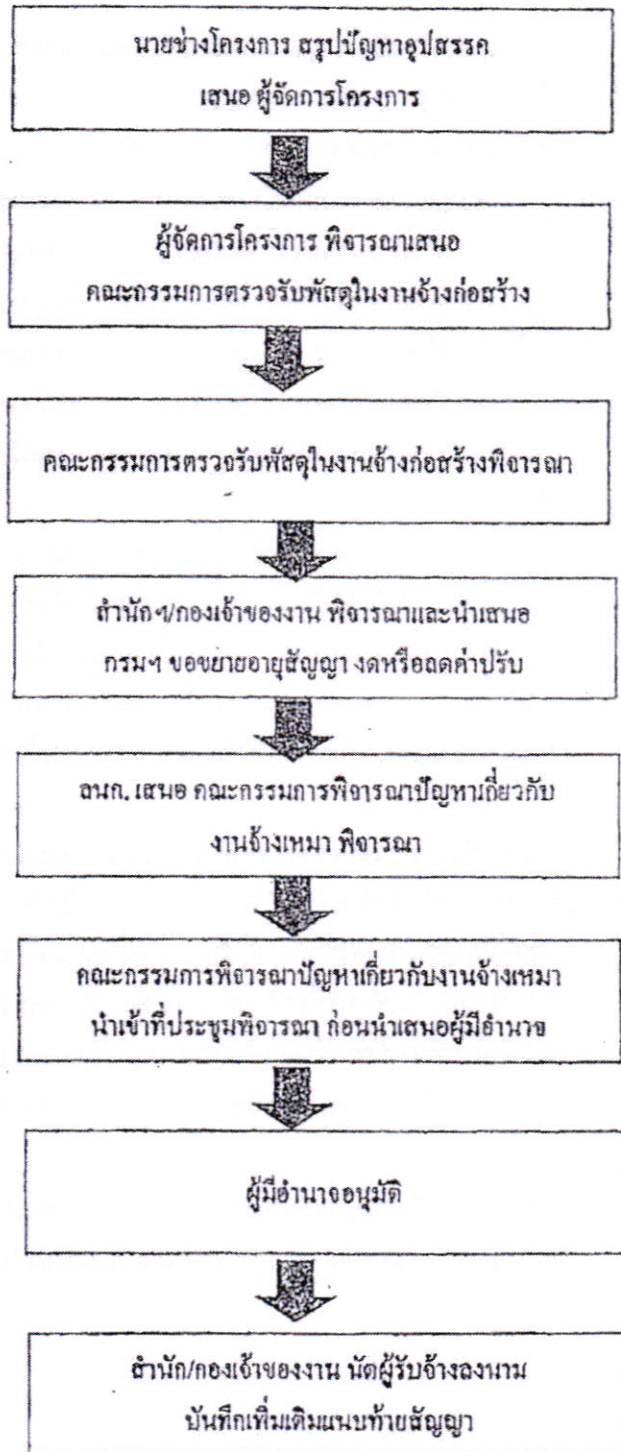 นายช่างโครงการ สรุปปัญหาอุปสรรค
เสนอ ผู้จัดการโครงการ
ผู้จัดการโครงการ พิจารณาเสนอ
คณะกรรมการตรวจรับพัสดุในงานจ้างก่อสร้าง
คณะกรรมการตรวจรับพัสดุในงานจ้างก่อสร้างพิจารณา
สำนักฯ/กองเจ้าของงาน พิจารณาและนำเสนอ
กรมฯ ขอขยายอายุสัญญา งดหรือลดค่าปรับ
ลนก. เสนอ คณะกรรมการพิจารณาปัญหาเกี่ยวกับ
งานจ้างเหมา พิจารณา
คณะกรรมการพิจารณาปัญหาเกี่ยวกับงานจ้างเหมา
นำเข้าที่ประชุมพิจารณา ก่อนนำเสนอผู้มีอำนาจ
ผู้มีอำนาจอนุมัติ
สำนัก/กองเจ้าของงาน นัดผู้รับจ้างลงนาม
บันทึกเพิ่มเติมแนบท้ายสัญญา